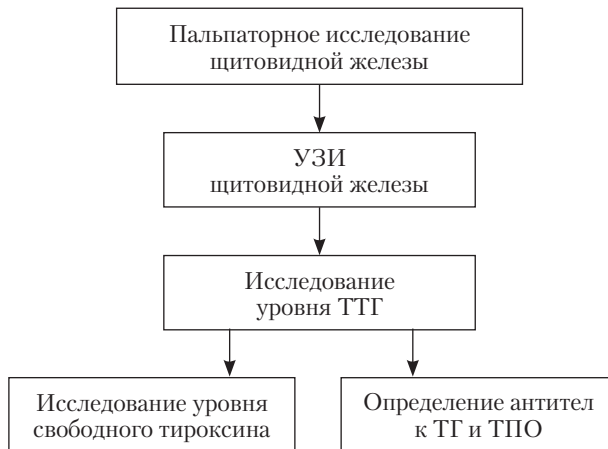 Пальпаторное исследование
щитовидной железы
УЗИ
щитовидной железы
Исследование
уровня ТТГ
Исследование уровня
свободного тироксина
Определение антител
к ТГ и ТПО